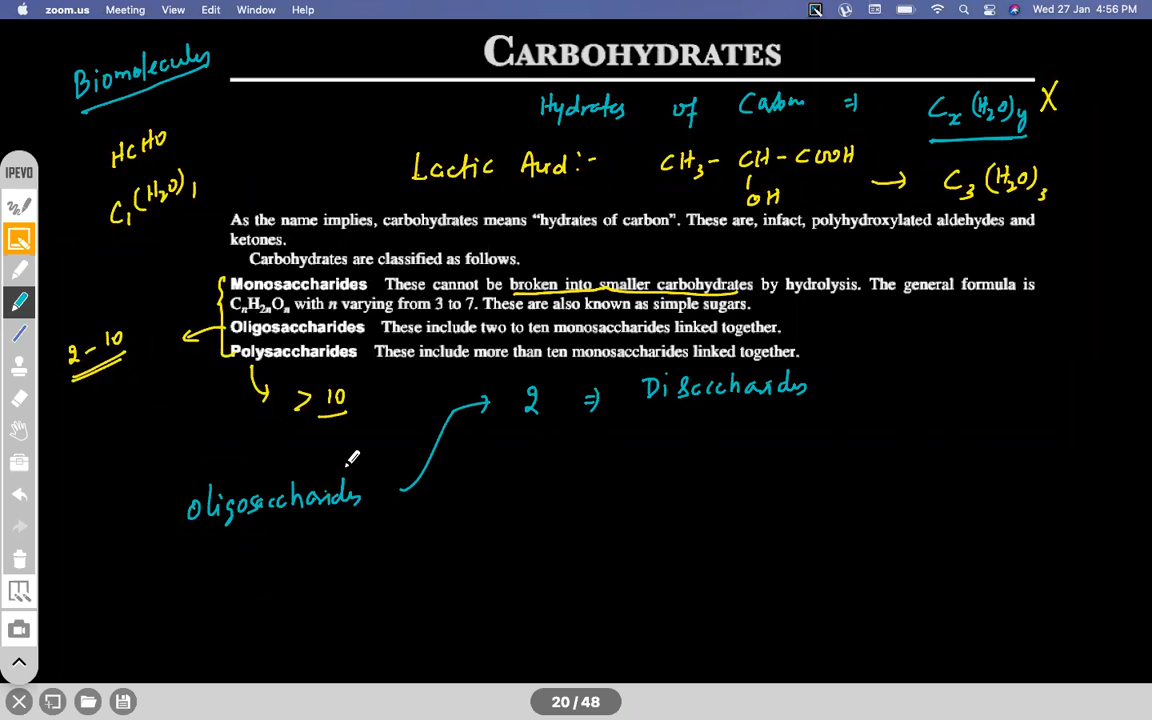 zoom.us Meeting View Edit Window Help Wed 27 Jan 4:56 PM
CARBOHYDRATES
Biomolecules
Hydrates of Carbon ⇒ Cx (H2O)y X
HCHO
C1(H2O)1
Lactic Acid :- CH3 - CH - COOH → C3 (H2O)3
OH
IPEVO
As the name implies, carbohydrates means “hydrates of carbon”. These are, infact, polyhydroxylated aldehydes and
ketones.
Carbohydrates are classified as follows.
Monosaccharides These cannot be broken into smaller carbohydrates by hydrolysis. The general formula is
CnH2nOn with n varying from 3 to 7. These are also known as simple sugars.
Oligosaccharides These include two to ten monosaccharides linked together.
2 - 10
Polysaccharides These include more than ten monosaccharides linked together.
> 10
2 ⇒ Disaccharides
Oligosaccharides
20 / 48